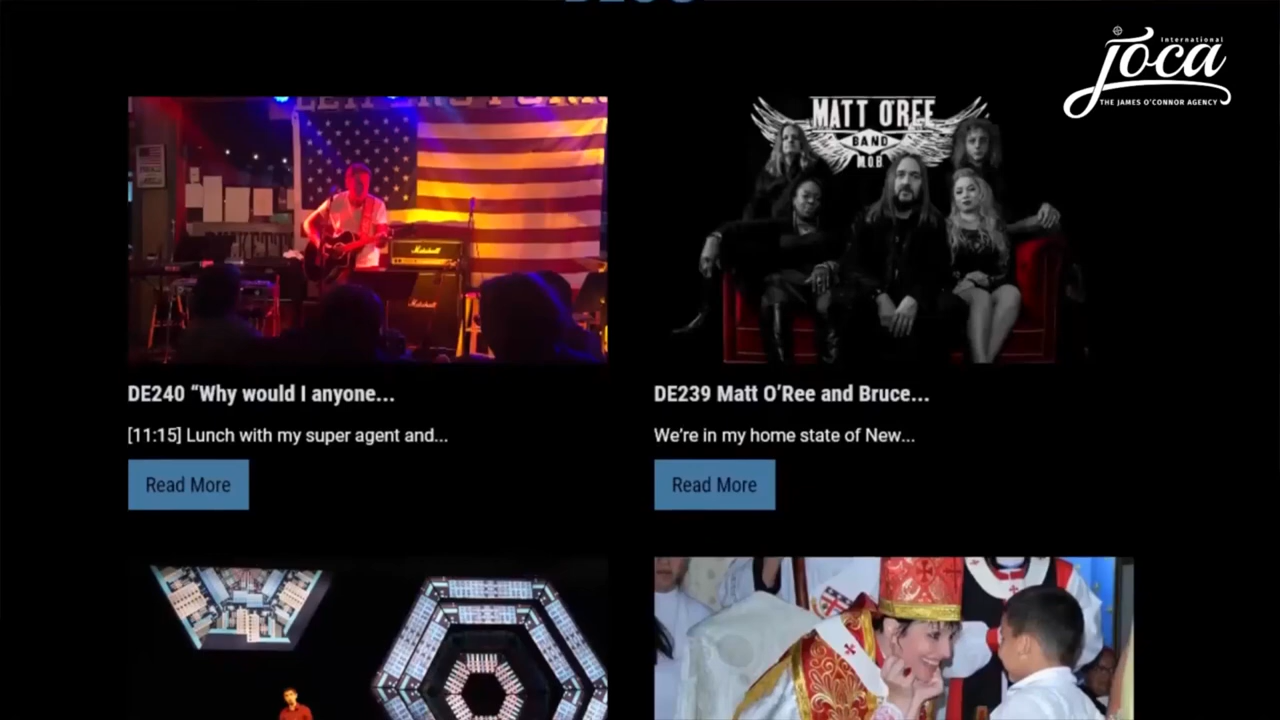 International
joca
THE JAMES O'CONNOR AGENCY
MATT O'REE
BAND
M.O.B
Marshall
Marshall
DE240 “Why would I anyone...
DE239 Matt O’Ree and Bruce...
[11:15] Lunch with my super agent and...
We’re in my home state of New...
Read More
Read More